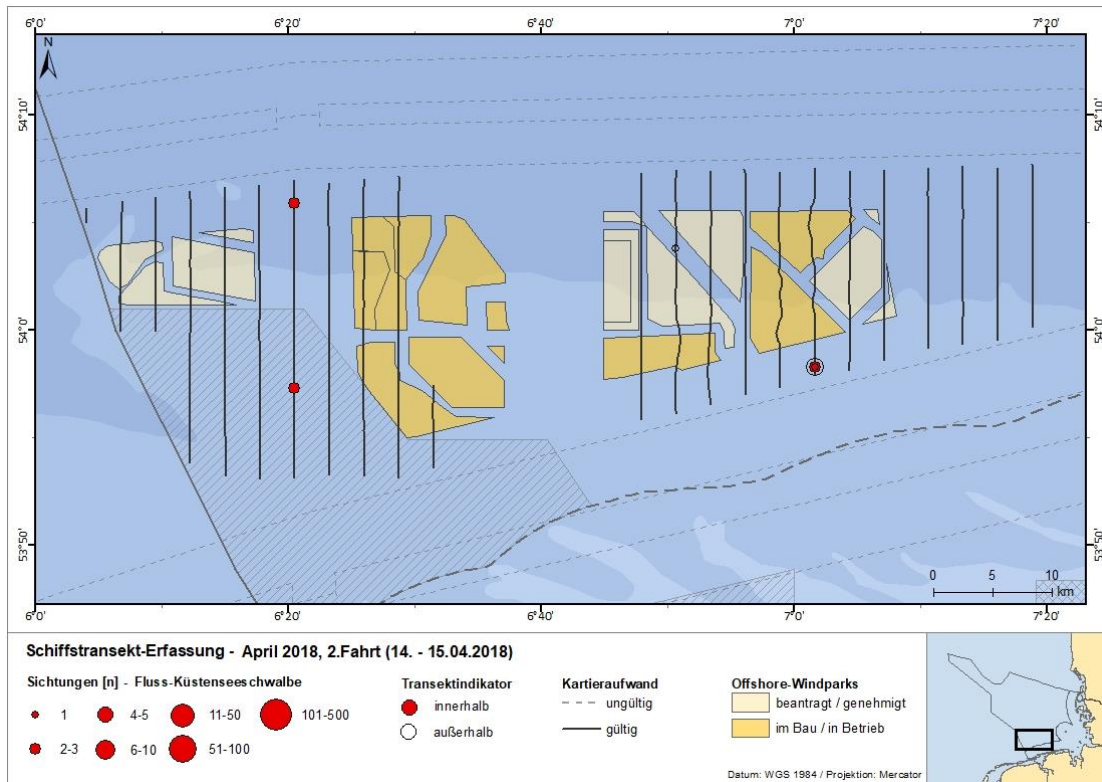 6°0' 6°20' 6°40' 7°0' 7°20'
N
54°10' 54°10'
54°0' 54°0'
53°50' 53°50'
0 5 10
km
6°0' 6°20' 6°40' 7°0' 7°20'
Schiffstransekt-Erfassung - April 2018, 2.Fahrt (14. - 15.04.2018)
Sichtungen [n] - Fluss-Küstenseeschwalbe
1 4-5 11-50 101-500
2-3 6-10 51-100
Transektindikator
innerhalb
außerhalb
Kartieraufwand
ungültig
gültig
Offshore-Windparks
beantragt / genehmigt
im Bau / in Betrieb
Datum: WGS 1984 / Projektion: Mercator